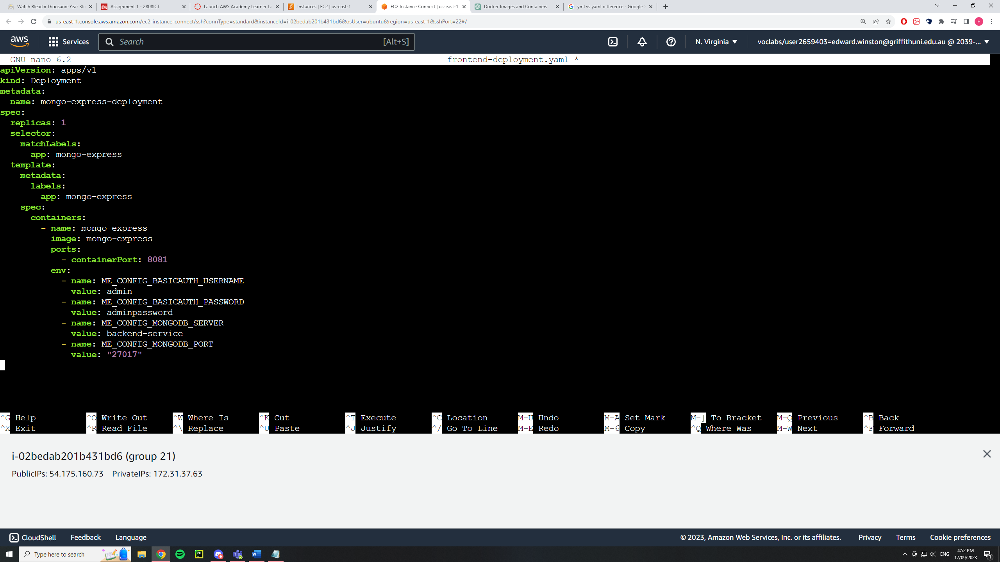 Watch Bleach: Thousand-Year Blo
Assignment 1 - 2808ICT
Launch AWS Academy Learner La
Instances | EC2 | us-east-1
EC2 Instance Connect | us-east-1
Docker Images and Containers
yml vs yaml difference - Google S
us-east-1.console.aws.amazon.com/ec2-instance-connect/ssh?connType=standard&instanceId=i-02bedab201b431bd6&osUser=ubuntu&region=us-east-1&sshPort=22#/
E
aws
Services
Search
[Alt+S]
N. Virginia
voclabs/user2659403=edward.winston@griffithuni.edu.au @ 2039-...
GNU nano 6.2 frontend-deployment.yaml *
apiVersion: apps/v1
kind: Deployment
metadata:
  name: mongo-express-deployment
spec:
  replicas: 1
  selector:
    matchLabels:
      app: mongo-express
  template:
    metadata:
      labels:
        app: mongo-express
    spec:
      containers:
        - name: mongo-express
          image: mongo-express
          ports:
            - containerPort: 8081
          env:
            - name: ME_CONFIG_BASICAUTH_USERNAME
              value: admin
            - name: ME_CONFIG_BASICAUTH_PASSWORD
              value: adminpassword
            - name: ME_CONFIG_MONGODB_SERVER
              value: backend-service
            - name: ME_CONFIG_MONGODB_PORT
              value: "27017"
^G Help ^O Write Out ^W Where Is ^K Cut ^T Execute ^C Location M-U Undo M-A Set Mark M-] To Bracket M-Q Previous ^B Back
^X Exit ^R Read File ^\ Replace ^U Paste ^J Justify ^/ Go To Line M-E Redo M-6 Copy ^Q Where Was M-W Next ^F Forward
i-02bedab201b431bd6 (group 21)
PublicIPs: 54.175.160.73 PrivateIPs: 172.31.37.63
CloudShell Feedback Language © 2023, Amazon Web Services, Inc. or its affiliates. Privacy Terms Cookie preferences
Type here to search
PC
W
ENG
4:52 PM
17/09/2023
1